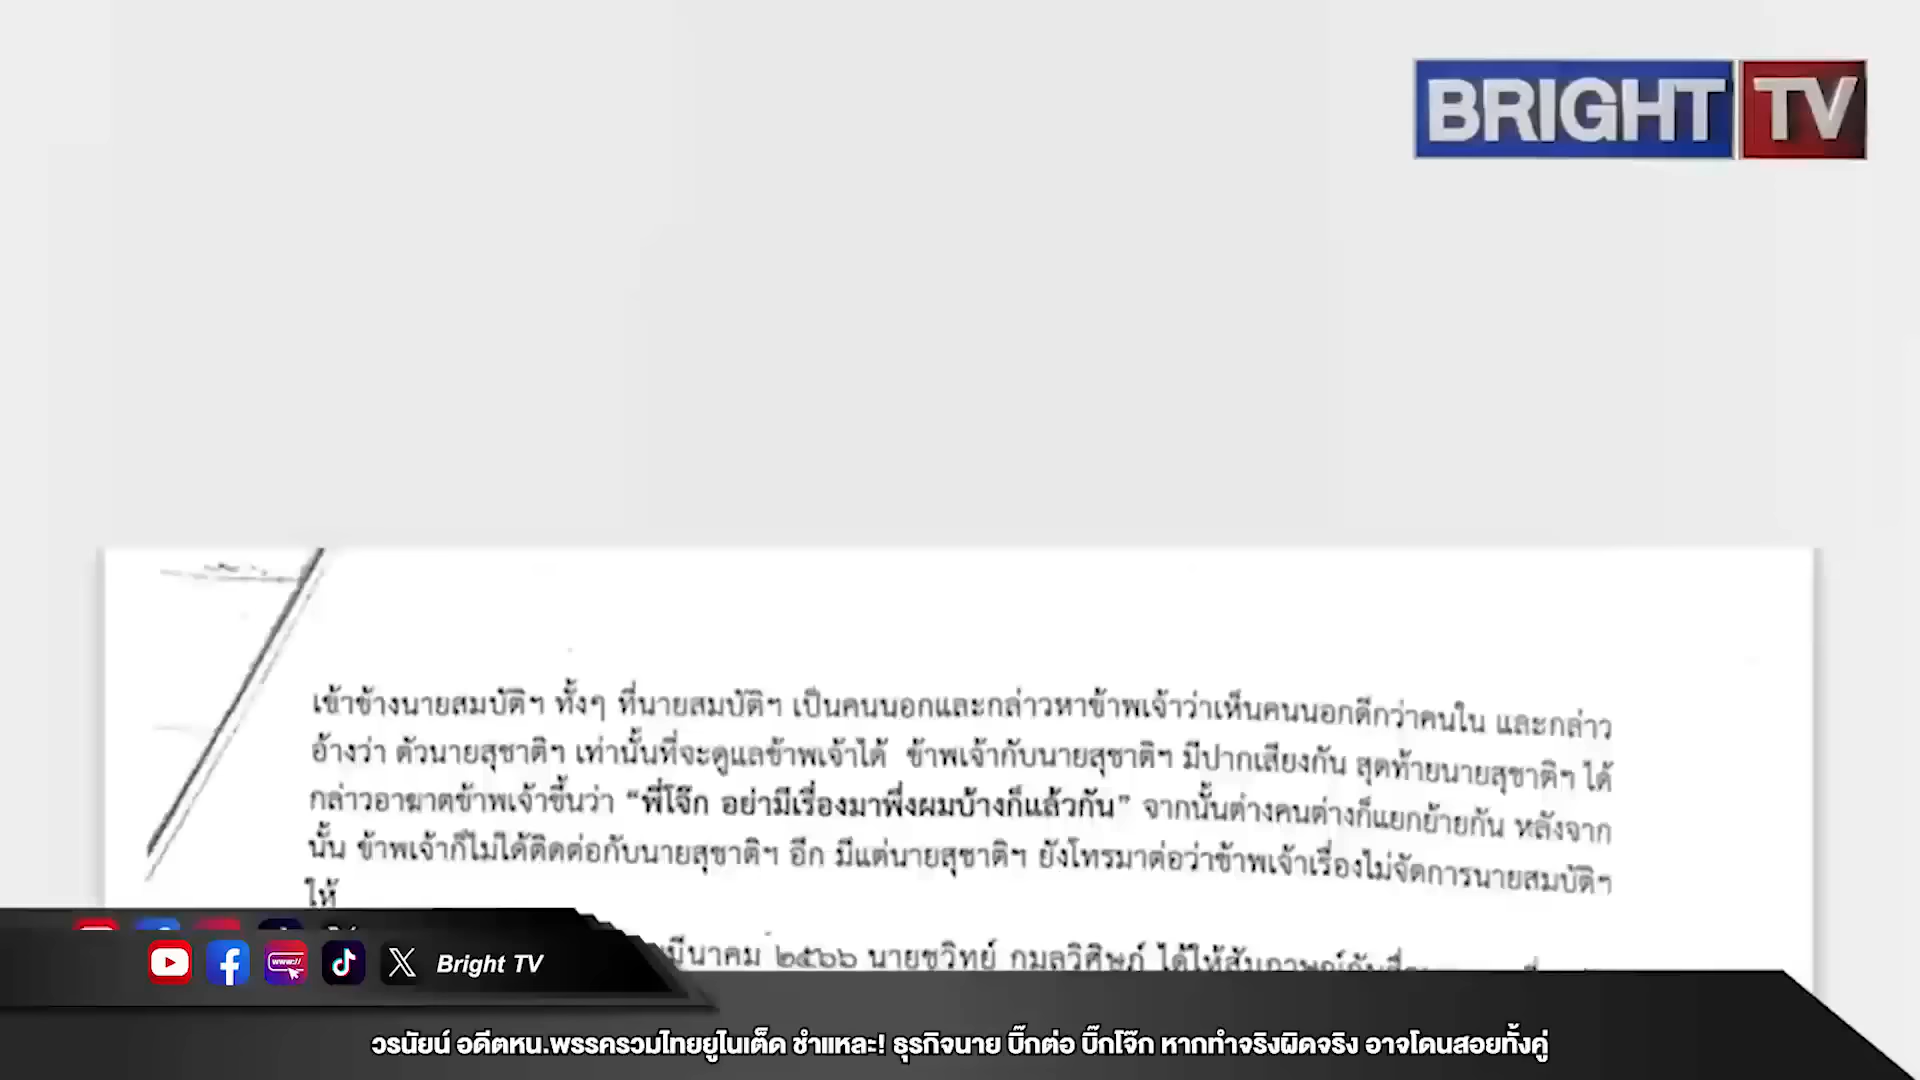 BRIGHT TV
เข้าข้างนายสมบัติฯ ทั้งๆ ที่นายสมบัติฯ เป็นคนนอกและกล่าวหาข้าพเจ้าว่าเห็นคนนอกดีกว่าคนใน และกล่าว
อ้างว่า ตัวนายสุชาติฯ เท่านั้นที่จะดูแลข้าพเจ้าได้ ข้าพเจ้ากับนายสุชาติฯ มีปากเสียงกัน สุดท้ายนายสุชาติฯ ได้
กล่าวอาฆาตข้าพเจ้าขึ้นว่า “พี่โจ๊ก อย่ามีเรื่องมาพึ่งผมบ้างก็แล้วกัน” จากนั้นต่างคนต่างก็แยกย้ายกัน หลังจาก
นั้น ข้าพเจ้าก็ไม่ได้ติดต่อกับนายสุชาติฯ อีก มีแต่นายสุชาติฯ ยังโทรมาต่อว่าข้าพเจ้าเรื่องไม่จัดการนายสมบัติฯ
ให้
มีนาคม ๒๕๖๖ นายชูวิทย์ กมลวิศิษฎ์ ได้ให้สัมภาษณ์กับสื่อ
Bright TV
วรนัยน์ อดีตหน.พรรครวมไทยยูไนเต็ด ชำแหละ! ธุรกิจนาย บิ๊กต่อ บิ๊กโจ๊ก หากทำจริงผิดจริง อาจโดนสอยทั้งคู่